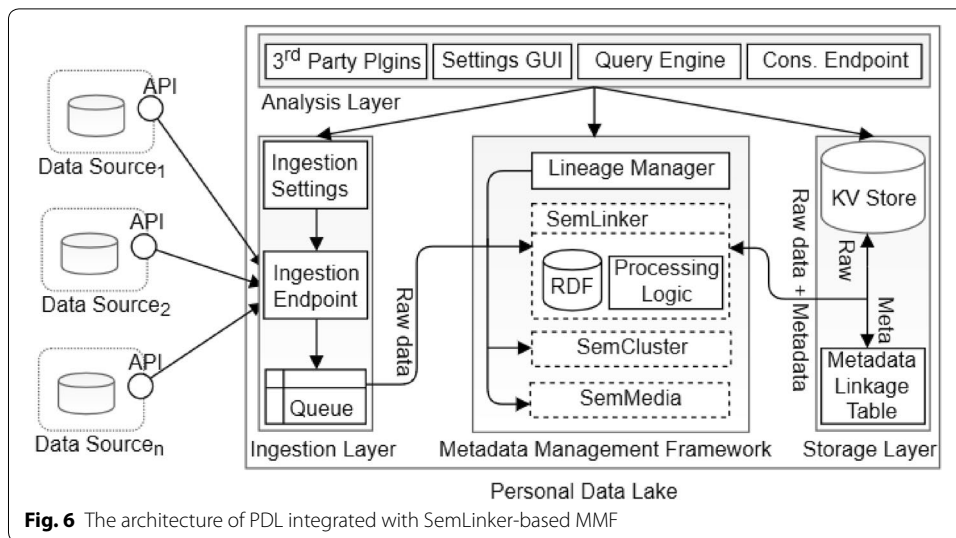 3rd Party Plgins
Settings GUI
Query Engine
Cons. Endpoint
Analysis Layer
API
Data Source1
API
Data Source2
API
Data Sourcen
Ingestion
Settings
Ingestion
Endpoint
Queue
Ingestion Layer
Raw data
Lineage Manager
SemLinker
RDF
Processing
Logic
SemCluster
SemMedia
Metadata Management Framework
Raw data + Metadata
KV Store
Raw
Meta
Metadata
Linkage
Table
Storage Layer
Personal Data Lake
Fig. 6 The architecture of PDL integrated with SemLinker-based MMF